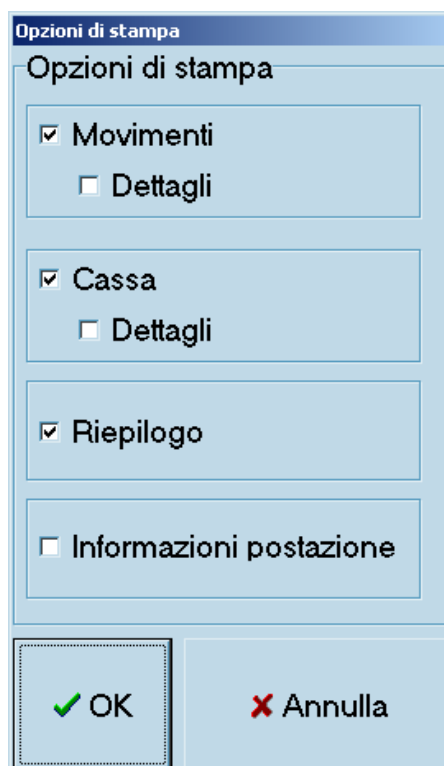 Opzioni di stampa
Opzioni di stampa
Movimenti
Dettagli
Cassa
Dettagli
Riepilogo
Informazioni postazione
OK
Annulla